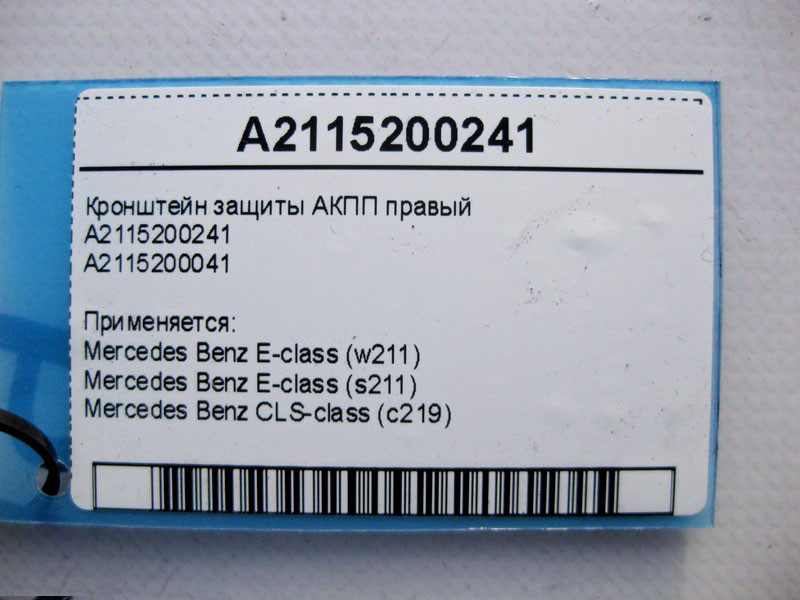 A2115200241
Кронштейн защиты АКПП правый
A2115200241
A2115200041
Применяется:
Mercedes Benz E-class (w211)
Mercedes Benz E-class (s211)
Mercedes Benz CLS-class (c219)